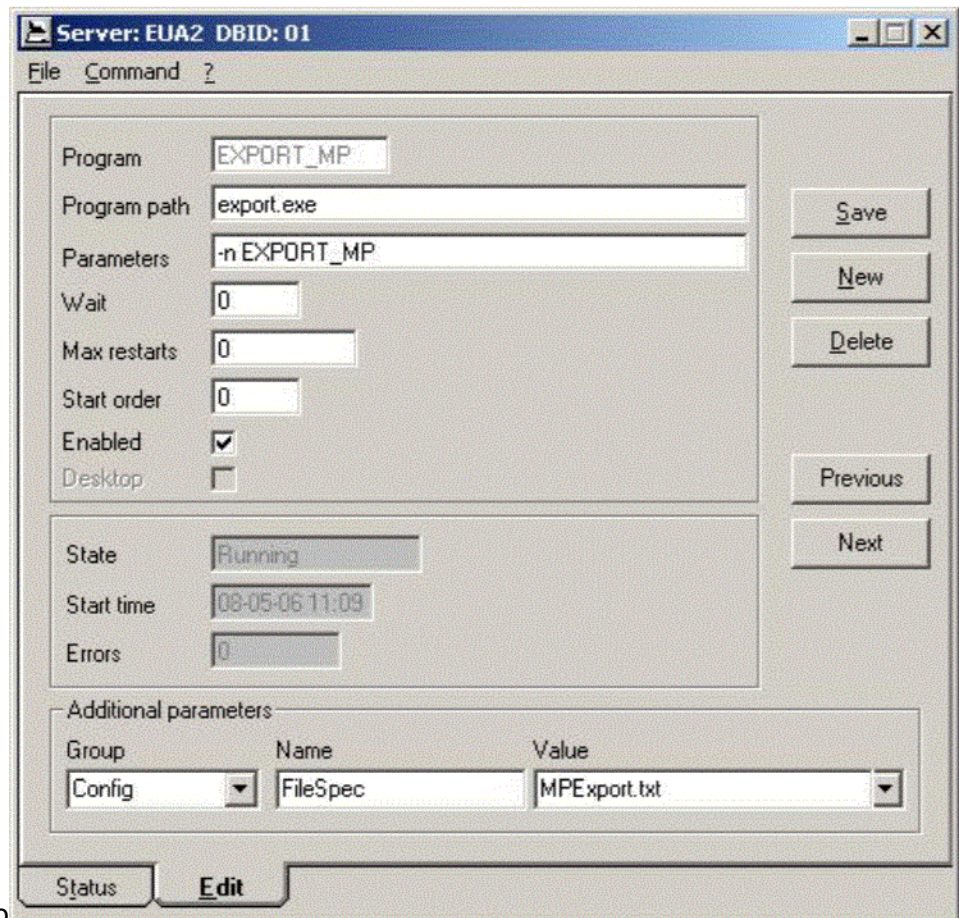 Server: EUA2 DBID: 01
File Command ?
Program EXPORT_MP
Program path export.exe
Save
Parameters -n EXPORT_MP
New
Wait 0
Max restarts 0
Delete
Start order 0
Enabled
Desktop
Previous
State Running
Next
Start time 08-05-06 11:09
Errors 0
Additional parameters
Group Name Value
Config FileSpec MPExport.txt
Status Edit